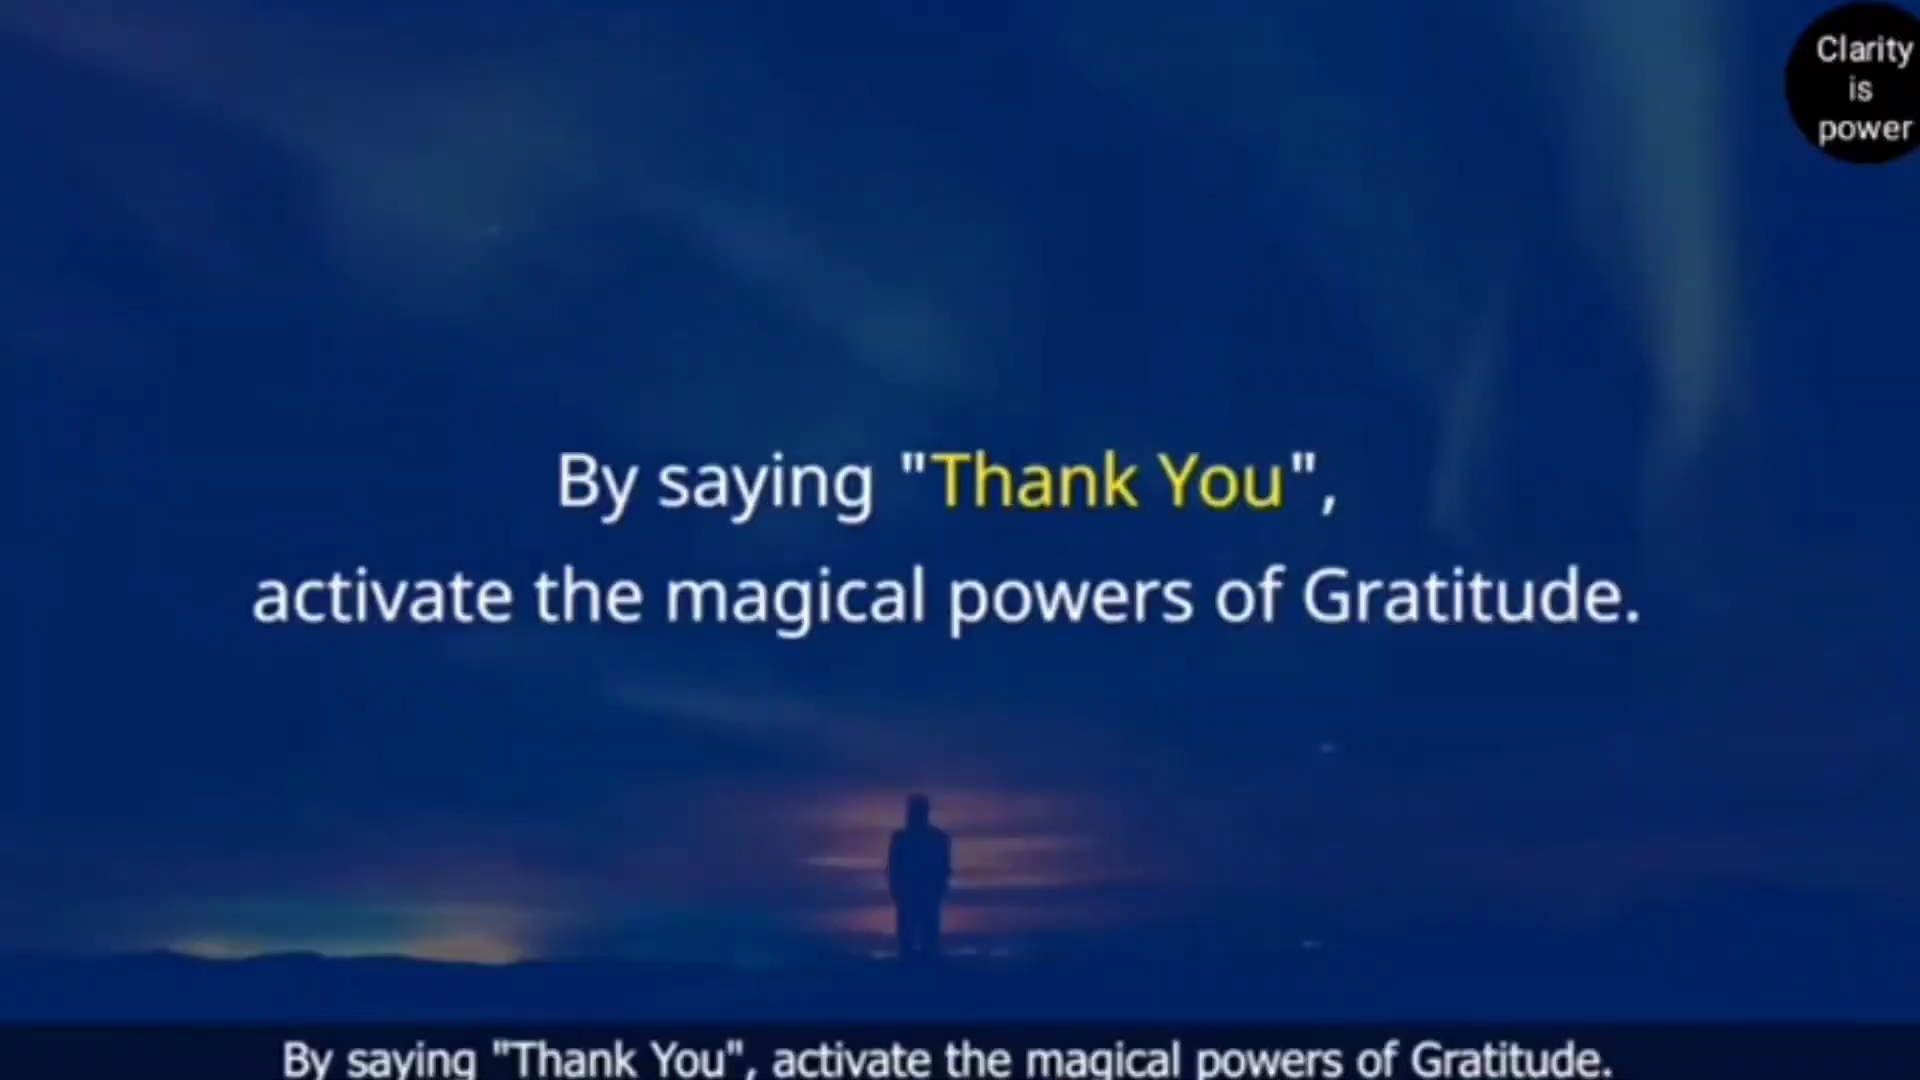 Clarity
is
power
By saying "Thank You",
activate the magical powers of Gratitude.
By saying "Thank You", activate the magical powers of Gratitude.